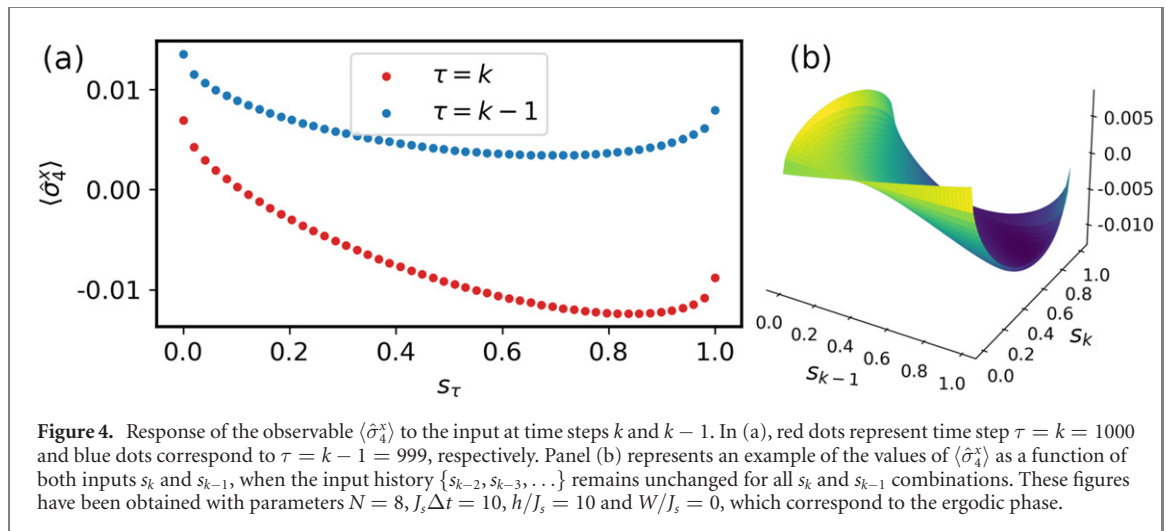 (a)
0.01
0.00
-0.01
⟨σ̂₄ˣ⟩
τ = k
τ = k − 1
0.0 0.2 0.4 0.6 0.8 1.0
s_τ
(b)
0.005
0.0
-0.005
-0.010
1.0
0.8
0.6
0.4
0.2
0.0
s_k
0.0 0.2 0.4 0.6 0.8 1.0
s_{k−1}
Figure 4. Response of the observable ⟨σ̂₄ˣ⟩ to the input at time steps k and k − 1. In (a), red dots represent time step τ = k = 1000
and blue dots correspond to τ = k − 1 = 999, respectively. Panel (b) represents an example of the values of ⟨σ̂₄ˣ⟩ as a function of
both inputs s_k and s_{k−1}, when the input history {s_{k−2}, s_{k−3}, . . .} remains unchanged for all s_k and s_{k−1} combinations. These figures
have been obtained with parameters N = 8, J_sΔt = 10, h/J_s = 10 and W/J_s = 0, which correspond to the ergodic phase.